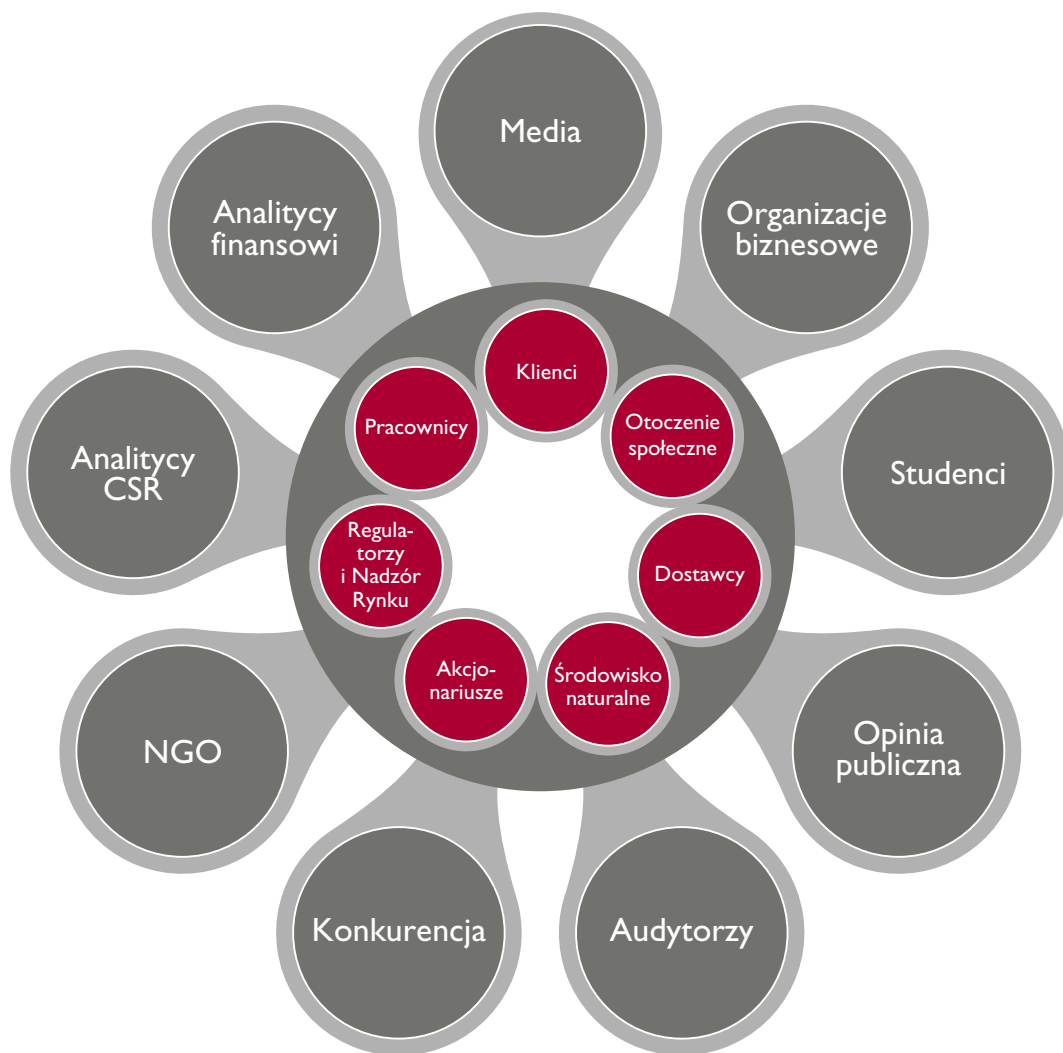 Media
Organizacje
biznesowe
Studenci
Opinia
publiczna
Audytorzy
Konkurencja
NGO
Analitycy
CSR
Analitycy
finansowi
Klienci
Otoczenie
społeczne
Dostawcy
Środowisko
naturalne
Akcjo-
nariusze
Regula-
torzy
i Nadzór
Rynku
Pracownicy